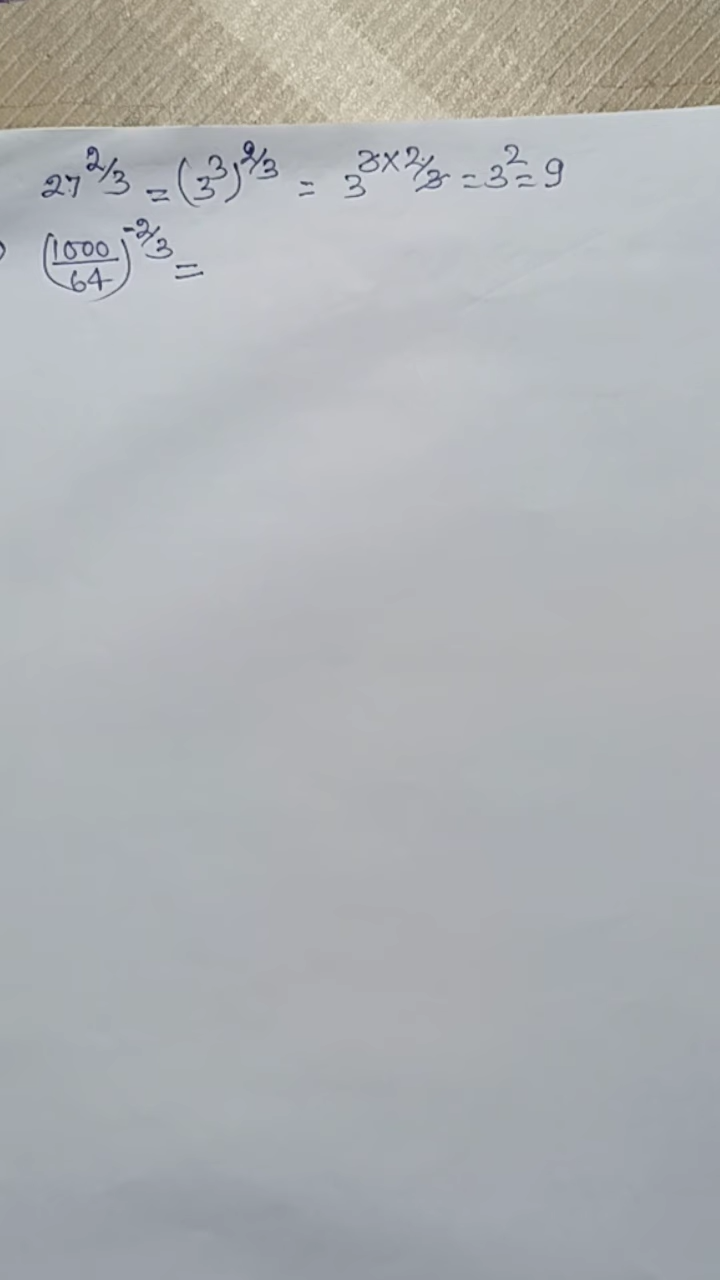 27^{2/3} = (3^3)^{2/3} = 3^{3×2/3} = 3^2 = 9
) (1000/64)^{-2/3} =